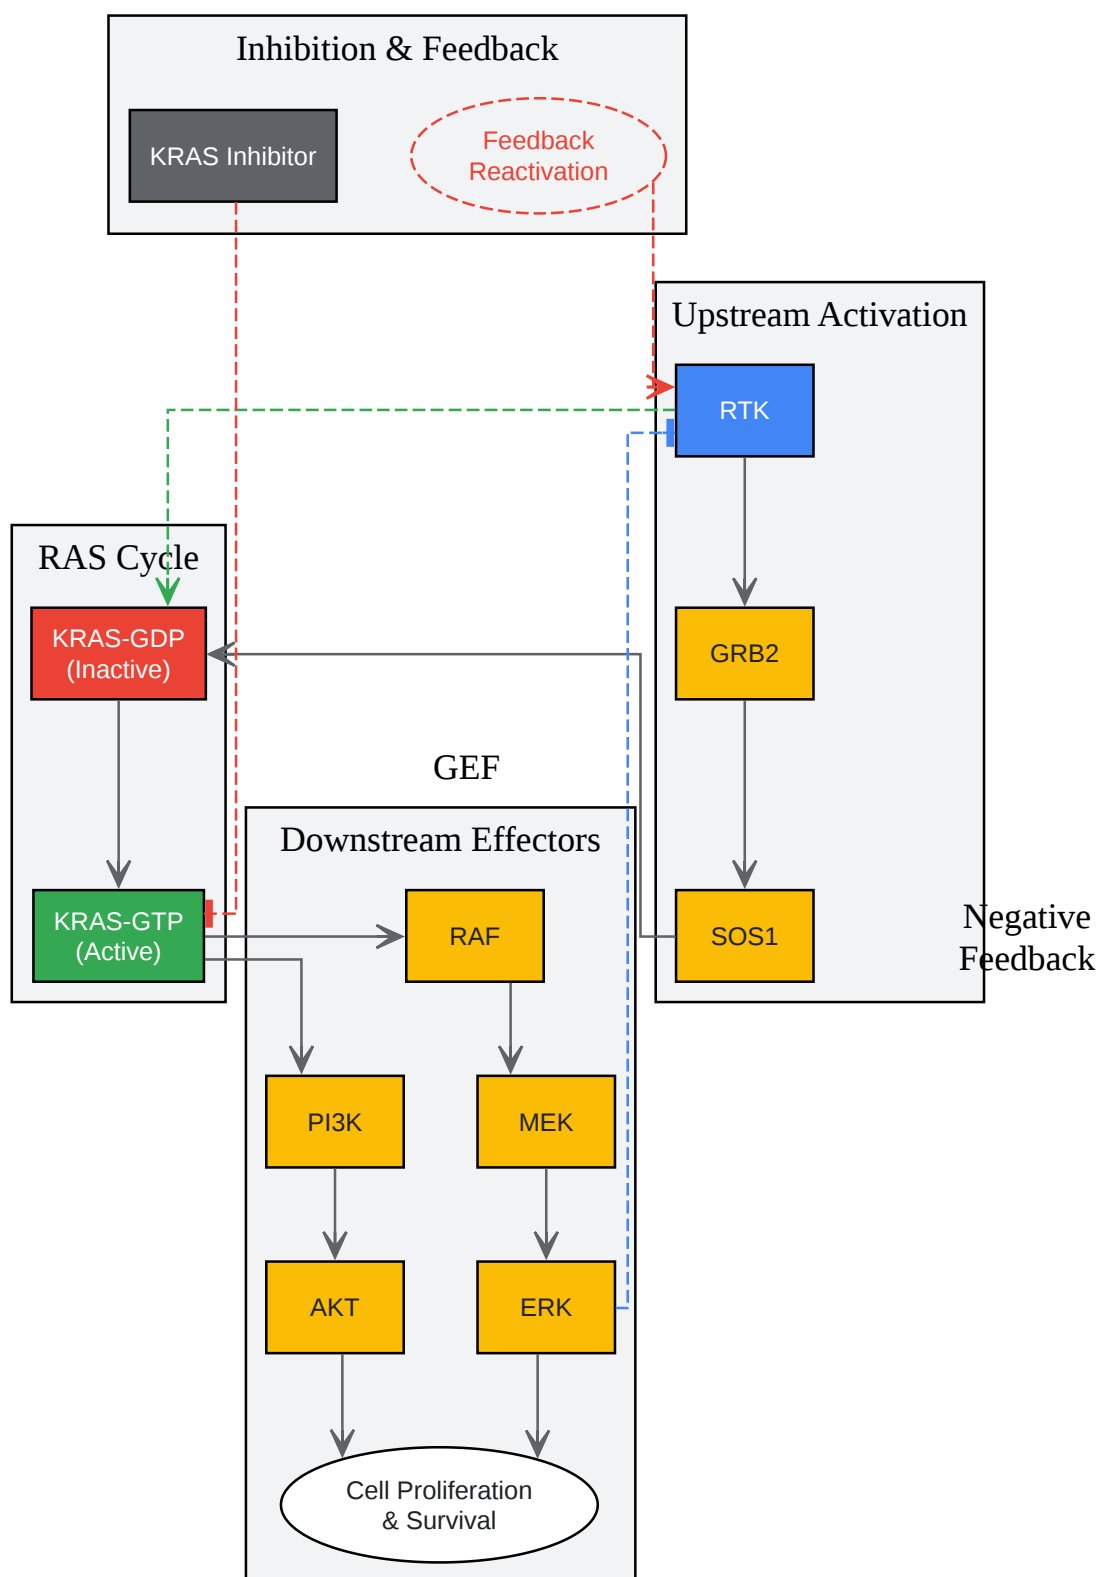 Inhibition & Feedback
KRAS Inhibitor
Feedback
Reactivation
Upstream Activation
RTK
RAS Cycle
KRAS-GDP
(Inactive)
GRB2
GEF
Downstream Effectors
KRAS-GTP
(Active)
RAF
SOS1
Negative
Feedback
PI3K
MEK
AKT
ERK
Cell Proliferation
& Survival